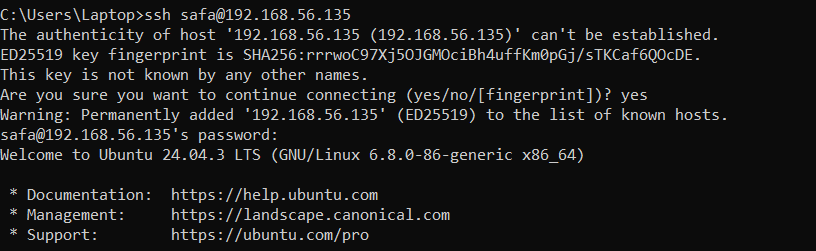 C:\Users\Laptop>ssh safa@192.168.56.135
The authenticity of host '192.168.56.135 (192.168.56.135)' can't be established.
ED25519 key fingerprint is SHA256:rrrwoC97Xj5OJGMOciBh4uffKm0pGj/sTKCaf6QOcDE.
This key is not known by any other names.
Are you sure you want to continue connecting (yes/no/[fingerprint])? yes
Warning: Permanently added '192.168.56.135' (ED25519) to the list of known hosts.
safa@192.168.56.135's password:
Welcome to Ubuntu 24.04.3 LTS (GNU/Linux 6.8.0-86-generic x86_64)
* Documentation:  https://help.ubuntu.com
* Management:     https://landscape.canonical.com
* Support:        https://ubuntu.com/pro